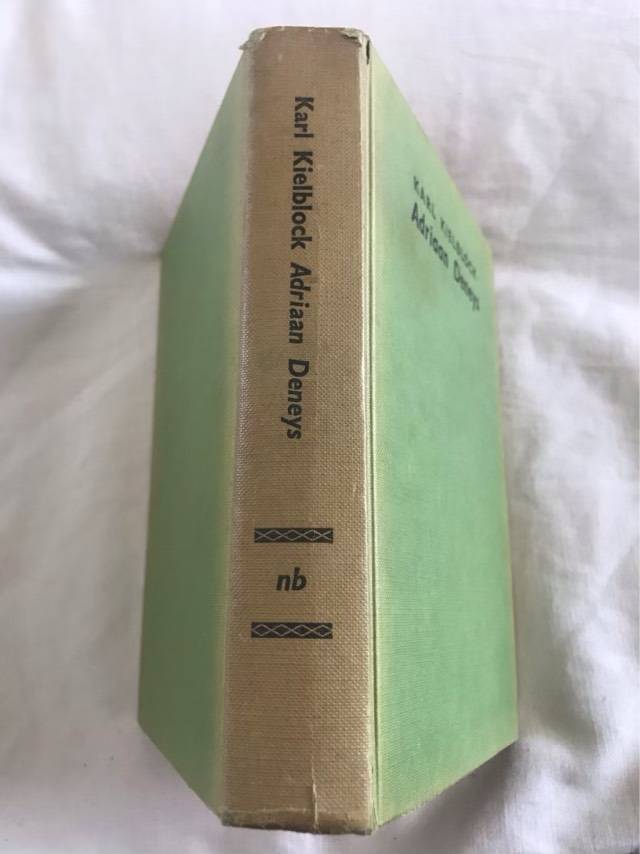 Karl Kielblock Adriaan Deneys
nb
KARL KIELBLOCK
Adriaan Deneys